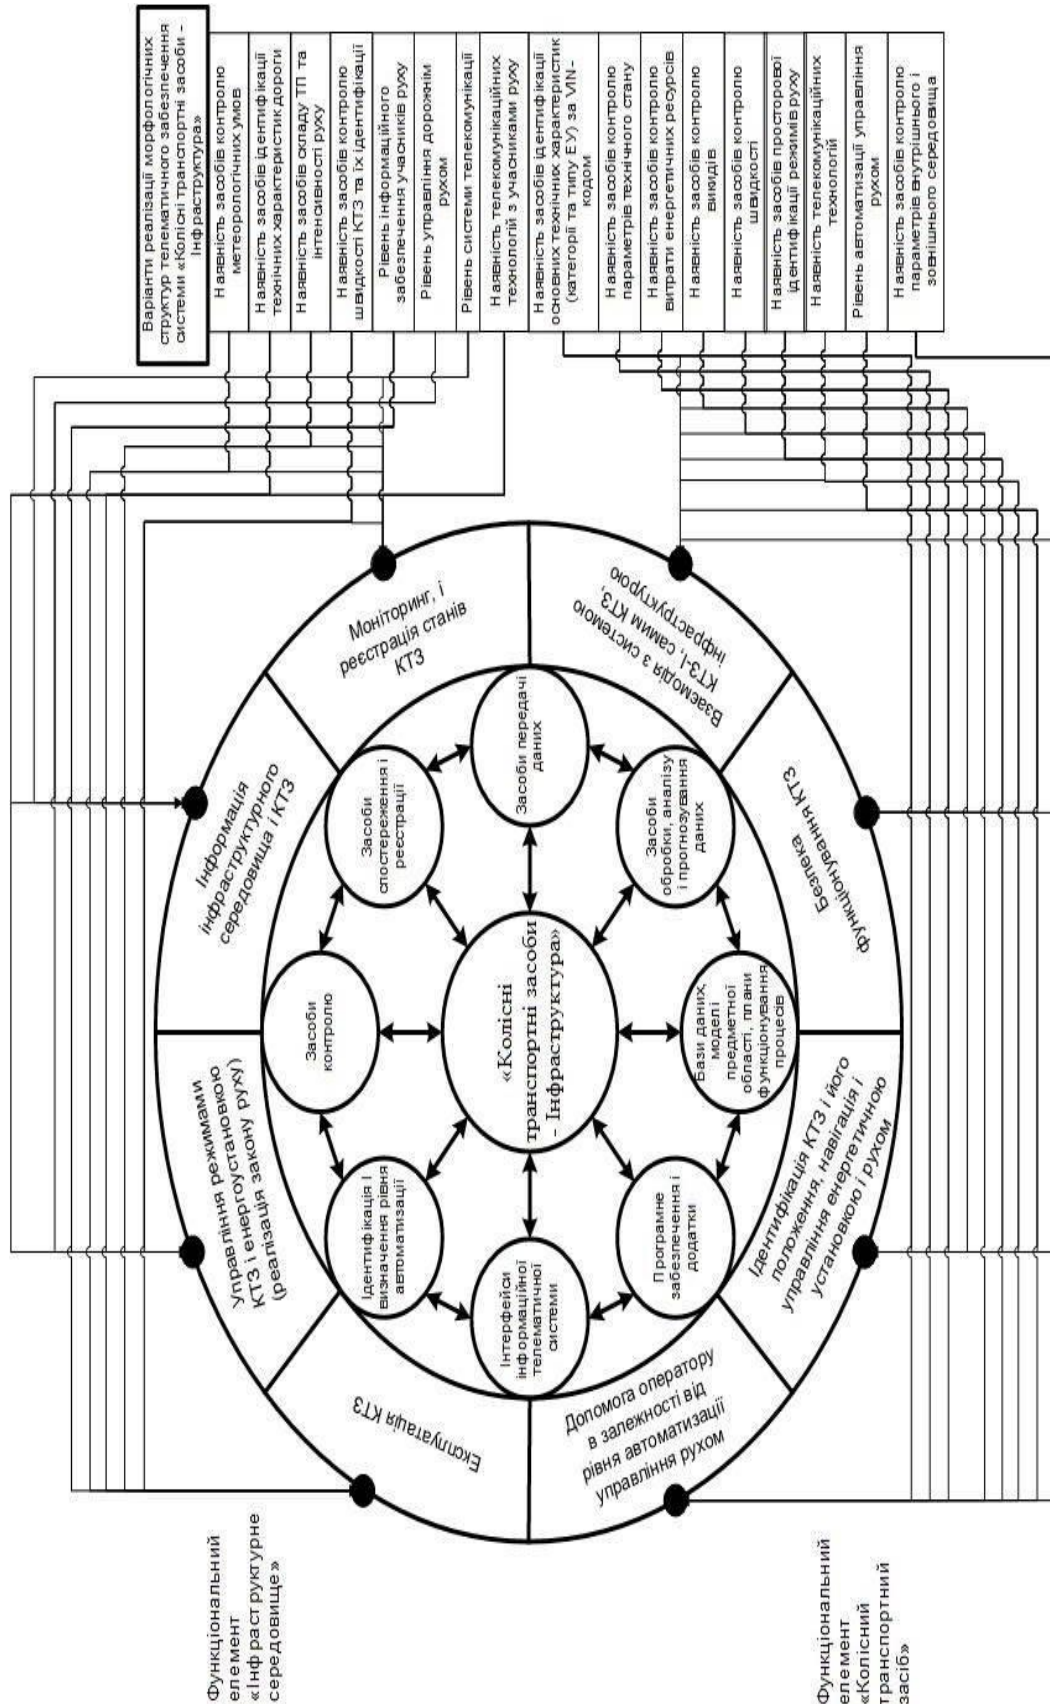 Варіанти реалізації морфологічних
структур телематичного забезпечення
системи «Колісні транспортні засоби -
Інфраструктура»
Наявність засобів контролю
метеорологічних умов
Наявність засобів ідентифікації
технічних характеристик дороги
Наявність засобів складу ТП та
інтенсивності руху
Наявність засобів контролю
швидкості КТЗ та їх ідентифікації
Рівень інформаційного
забезпечення учасників руху
Рівень управління дорожнім
рухом
Рівень системи телекомунікації
Наявність телекомунікаційних
технологій з учасниками руху
Наявність засобів ідентифікації
основних технічних характеристик
(категорії та типу ЕУ) за VIN-
кодом
Наявність засобів контролю
параметрів технічного стану
Наявність засобів контролю
витрати енергетичних ресурсів
Наявність засобів контролю
викидів
Наявність засобів контролю
швидкості
Наявність засобів просторової
ідентифікації режимів руху
Наявність телекомунікаційних
технологій
Рівень автоматизації управління
рухом
Наявність засобів контролю
параметрів внутрішнього і
зовнішнього середовища
Функціональний
елемент
«Інфраструктурне
середовище»
Експлуатація КТЗ
Управління режимами
КТЗ і енергоустановкою
(реалізація закону руху)
Інформація
інфраструктурного
середовища і КТЗ
Моніторинг, і
реєстрація станів
КТЗ
Взаємодія з системою
КТЗ-І, самим КТЗ,
інфраструктурою
Безпека
функціонування КТЗ
Ідентифікація КТЗ і його
положення, навігація і
управління енергетичною
установкою і рухом
Допомога оператору
в залежності від
рівня автоматизації
управління рухом
Засоби
контролю
Засоби
спостереження і
реєстрації
Засоби передачі
даних
Засоби
обробки, аналізу
і прогнозування
даних
Бази даних,
моделі
предметної
області, плани
функціонування
процесів
Програмне
забезпечення і
додатки
Інтерфейси
інформаційної
телематичної
системи
Ідентифікація І
визначення рівня
автоматизації
«Колісні
транспортні засоби
- Інфраструктура»
Функціональний
елемент
«Колісний
транспортний
засіб»